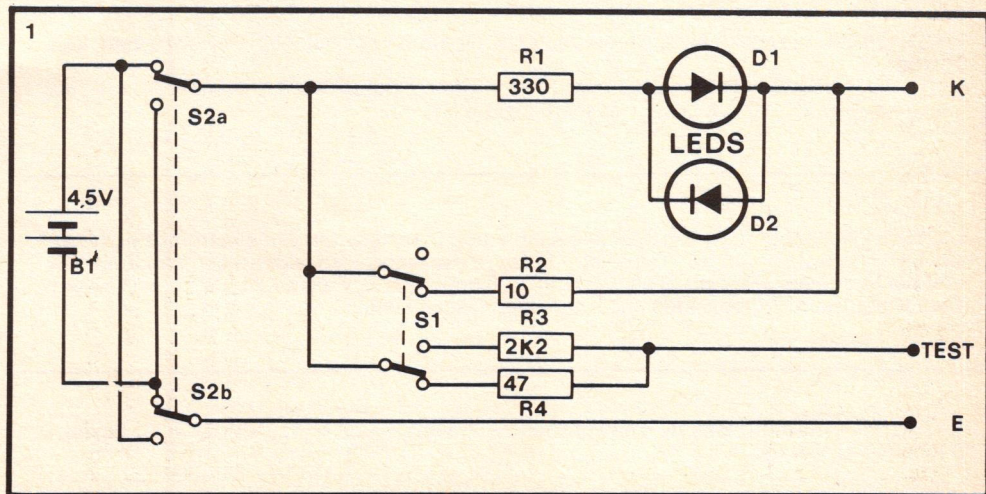 1
R1
D1
330
K
S2a
LEDS
4,5V
D2
B1
R2
10
S1
R3
2K2
TEST
47
S2b
R4
E